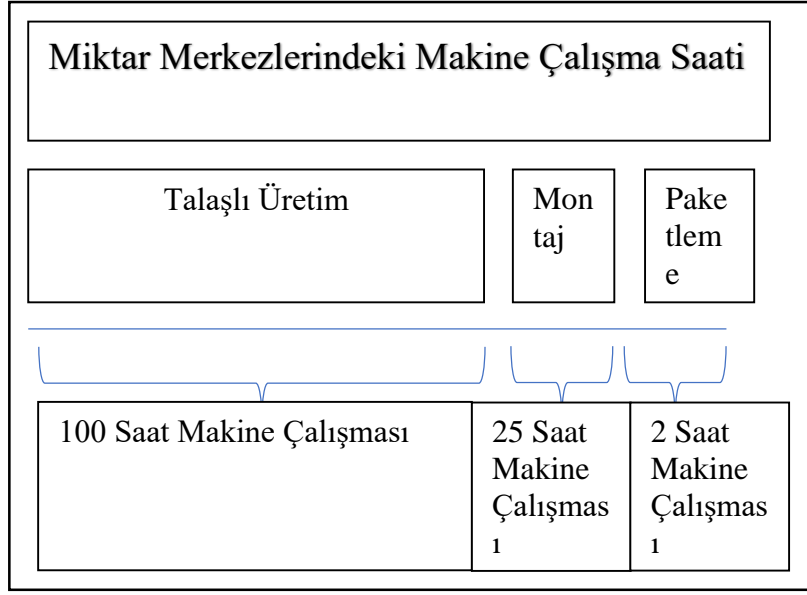 Miktar Merkezlerindeki Makine Çalışma Saati
Talaşlı Üretim
Mon
taj
Pake
tlem
e
100 Saat Makine Çalışması
25 Saat
Makine
Çalışmas
ı
2 Saat
Makine
Çalışmas
ı